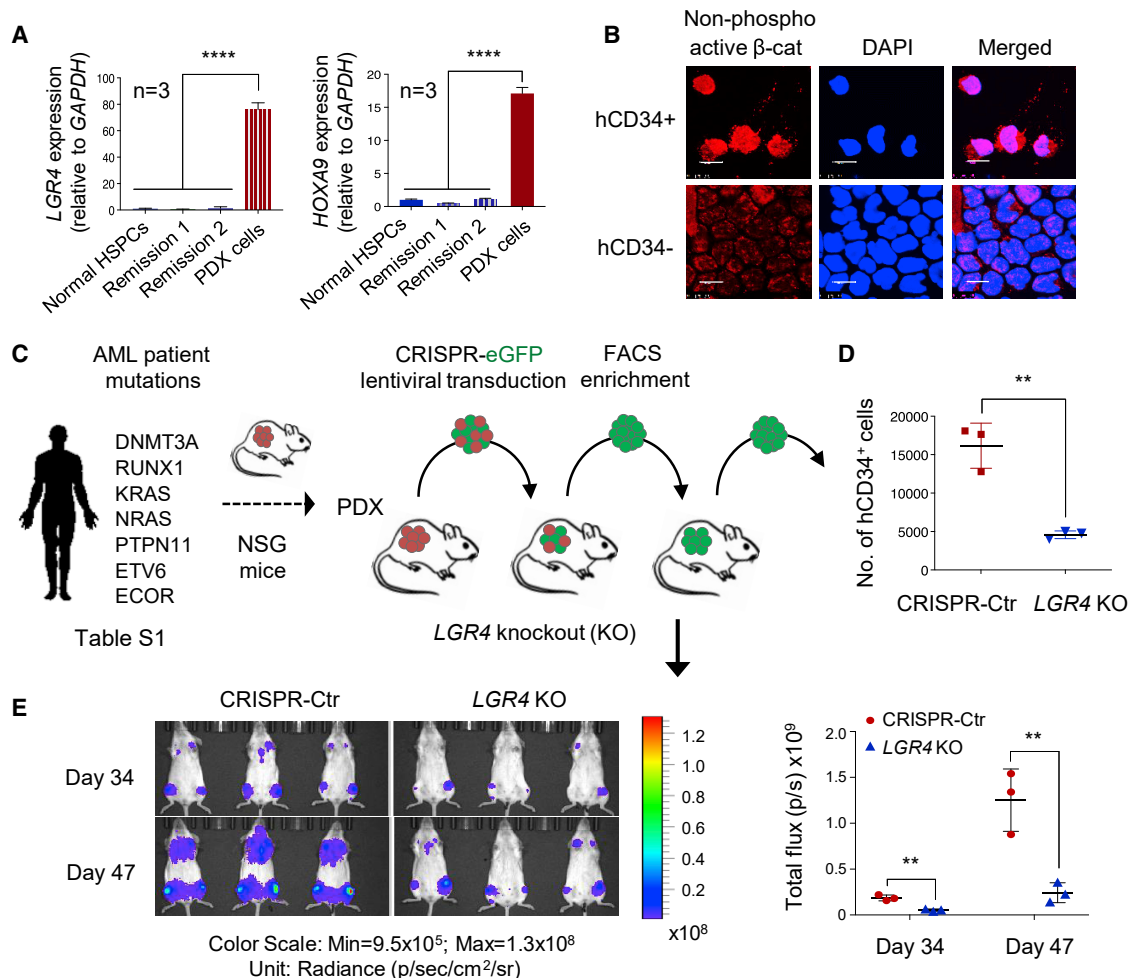 A
LGR4 expression
(relative to GAPDH)
100
80
60
40
20
0
n=3
****
Normal HSPCs
Remission 1
Remission 2
PDX cells
HOXA9 expression
(relative to GAPDH)
20
15
10
5
0
n=3
****
Normal HSPCs
Remission 1
Remission 2
PDX cells
B
Non-phospho
active β-cat
DAPI
Merged
hCD34+
hCD34-
C
AML patient
mutations
DNMT3A
RUNX1
KRAS
NRAS
PTPN11
ETV6
ECOR
Table S1
NSG
mice
CRISPR-eGFP
lentiviral transduction
FACS
enrichment
PDX
LGR4 knockout (KO)
D
No. of hCD34+ cells
20000
15000
10000
5000
0
**
CRISPR-Ctr
LGR4 KO
E
CRISPR-Ctr
LGR4 KO
Day 34
Day 47
1.2
1.0
0.8
0.6
0.4
0.2
x10⁸
Color Scale: Min=9.5x10⁵; Max=1.3x10⁸
Unit: Radiance (p/sec/cm²/sr)
Total flux (p/s) x10⁹
CRISPR-Ctr
LGR4 KO
2.0
1.5
1.0
0.5
0
**
**
Day 34
Day 47